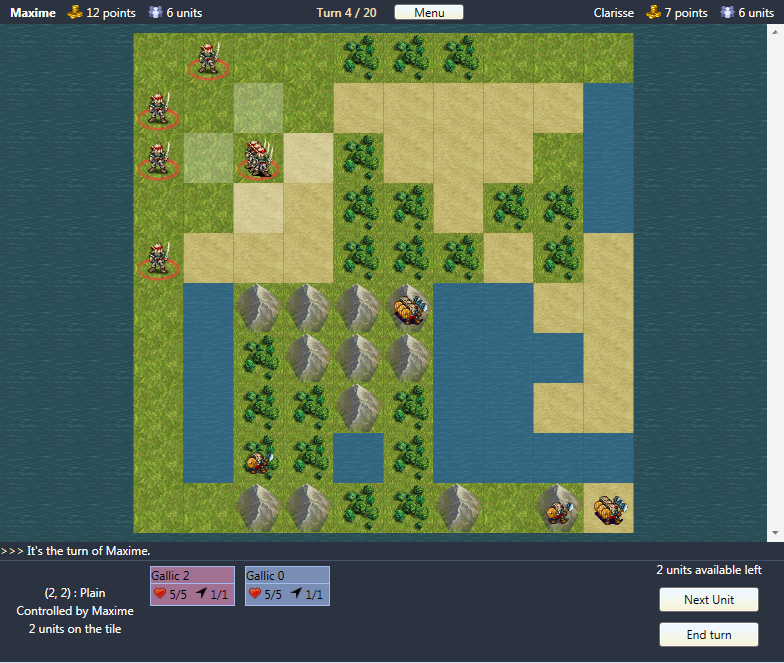 Maxime 12 points 6 units Turn 4 / 20 Menu Clarisse 7 points 6 units
>>> It's the turn of Maxime.
(2, 2) : Plain
Controlled by Maxime
2 units on the tile
Gallic 2
5/5 1/1
Gallic 0
5/5 1/1
2 units available left
Next Unit
End turn